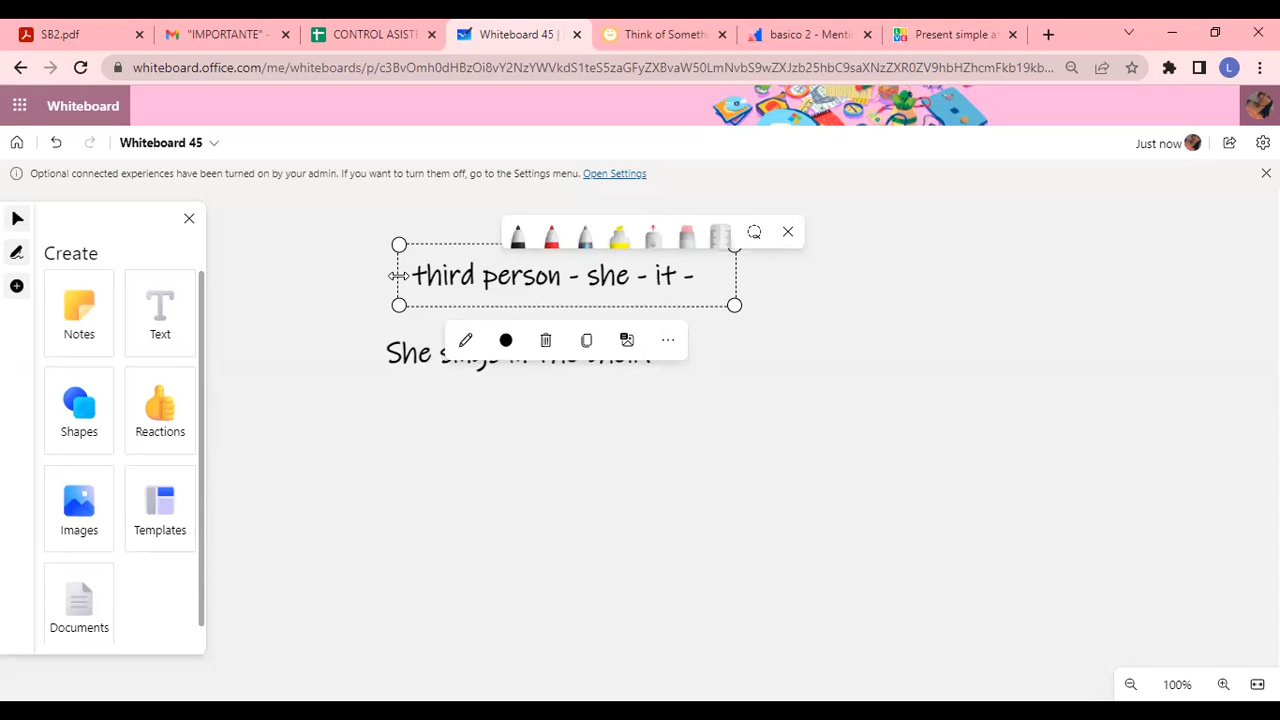 SB2.pdf
"IMPORTANTE" -
CONTROL ASIST
Whiteboard 45 |
Think of Someth
basico 2 - Menti
Present simple a
whiteboard.office.com/me/whiteboards/p/
L
Whiteboard
Whiteboard 45
Just now
Optional connected experiences have been turned on by your admin. If you want to turn them off, go to the Settings menu. Open Settings
Create
Notes
Text
Shapes
Reactions
Images
Templates
Documents
third person - she - it -
She
100%